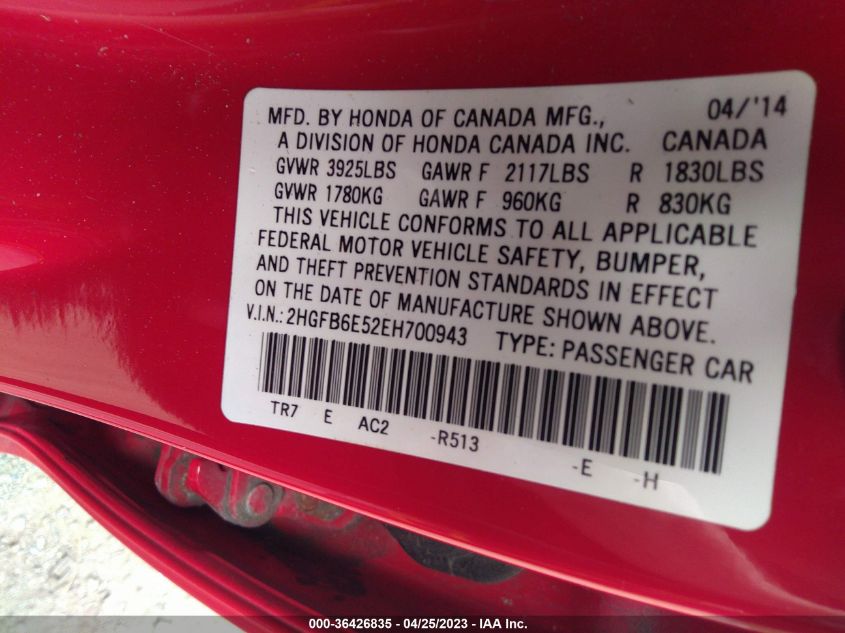 MFD. BY HONDA OF CANADA MFG., 04/'14
A DIVISION OF HONDA CANADA INC. CANADA
GVWR 3925LBS GAWR F 2117LBS R 1830LBS
GVWR 1780KG GAWR F 960KG R 830KG
THIS VEHICLE CONFORMS TO ALL APPLICABLE
FEDERAL MOTOR VEHICLE SAFETY, BUMPER,
AND THEFT PREVENTION STANDARDS IN EFFECT
ON THE DATE OF MANUFACTURE SHOWN ABOVE.
V.I.N.: 2HGFB6E52EH700943 TYPE: PASSENGER CAR
TR7 E AC2 -R513 -E -H
000-36426835 - 04/25/2023 - IAA Inc.